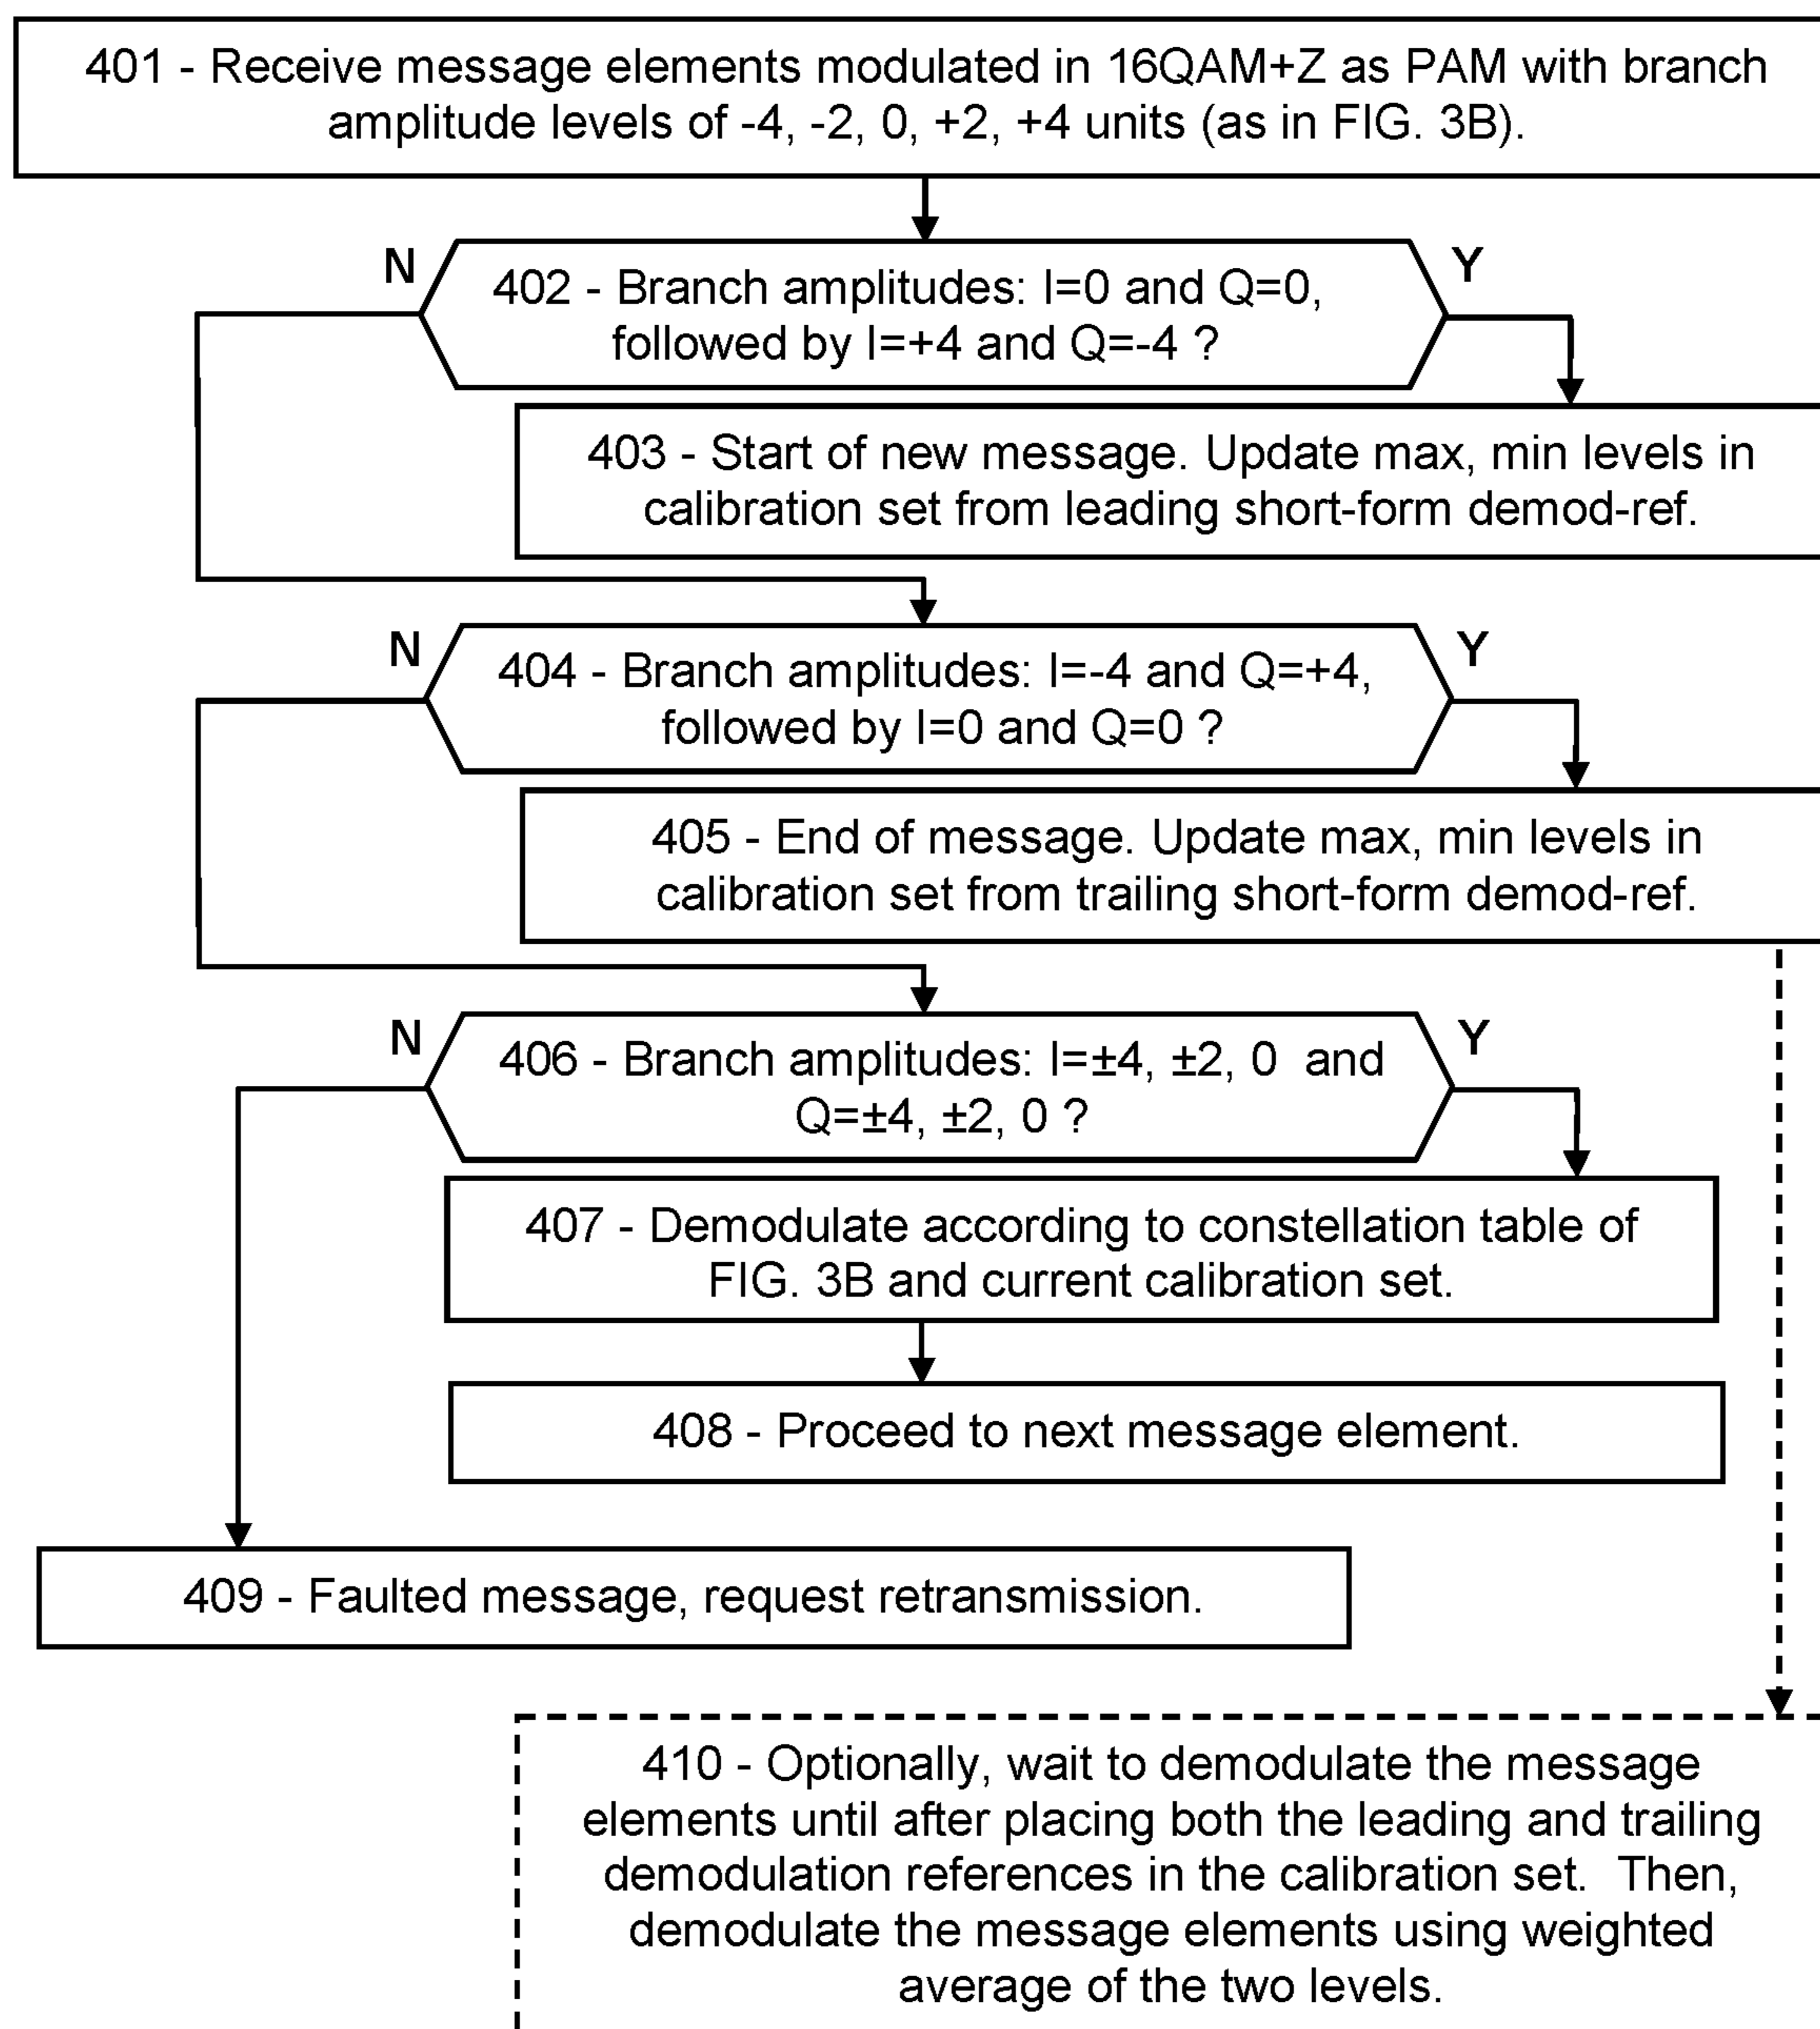 401 - Receive message elements modulated in 16QAM+Z as PAM with branch
amplitude levels of -4, -2, 0, +2, +4 units (as in FIG. 3B).
N
Y
402 - Branch amplitudes: I=0 and Q=0,
followed by I=+4 and Q=-4 ?
403 - Start of new message. Update max, min levels in
calibration set from leading short-form demod-ref.
N
Y
404 - Branch amplitudes: I=-4 and Q=+4,
followed by I=0 and Q=0 ?
405 - End of message. Update max, min levels in
calibration set from trailing short-form demod-ref.
N
Y
406 - Branch amplitudes: I=±4, ±2, 0  and
Q=±4, ±2, 0 ?
407 - Demodulate according to constellation table of
FIG. 3B and current calibration set.
408 - Proceed to next message element.
409 - Faulted message, request retransmission.
410 - Optionally, wait to demodulate the message
elements until after placing both the leading and trailing
demodulation references in the calibration set.  Then,
demodulate the message elements using weighted
average of the two levels.